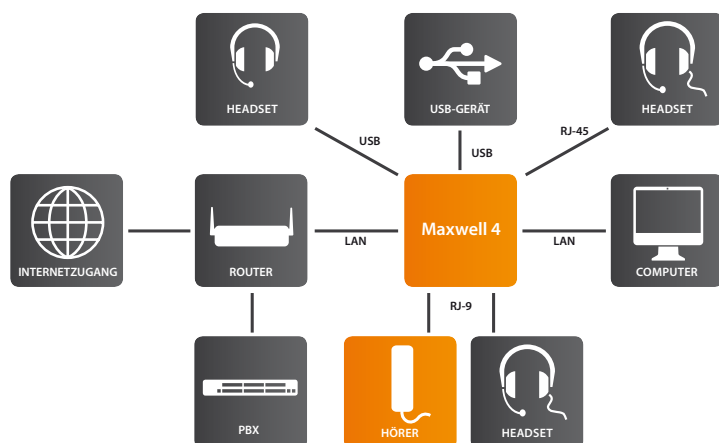 HEADSET
USB-GERÄT
HEADSET
USB
USB
RJ-45
INTERNETZUGANG
ROUTER
LAN
Maxwell 4
LAN
COMPUTER
RJ-9
PBX
HÖRER
HEADSET